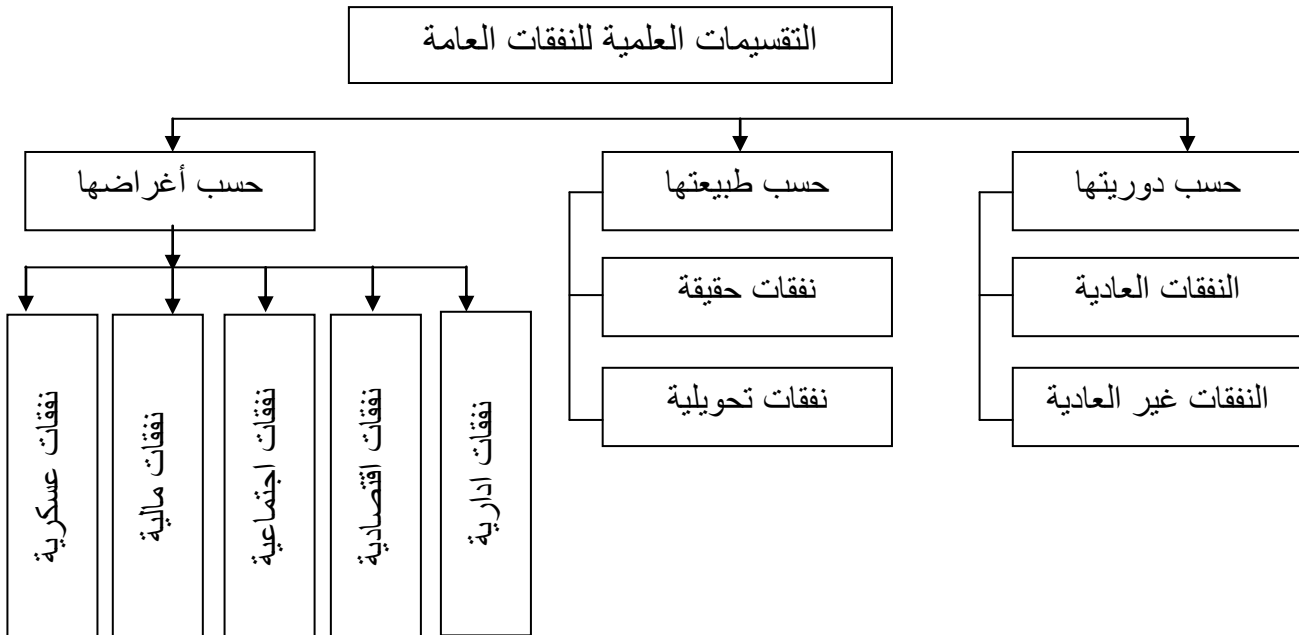 التقسيمات العلمية للنفقات العامة
حسب دوريتها
النفقات العادية
النفقات غير العادية
حسب طبيعتها
نفقات حقيقة
نفقات تحويلية
حسب أغراضها
نفقات ادارية
نفقات اقتصادية
نفقات اجتماعية
نفقات مالية
نفقات عسكرية